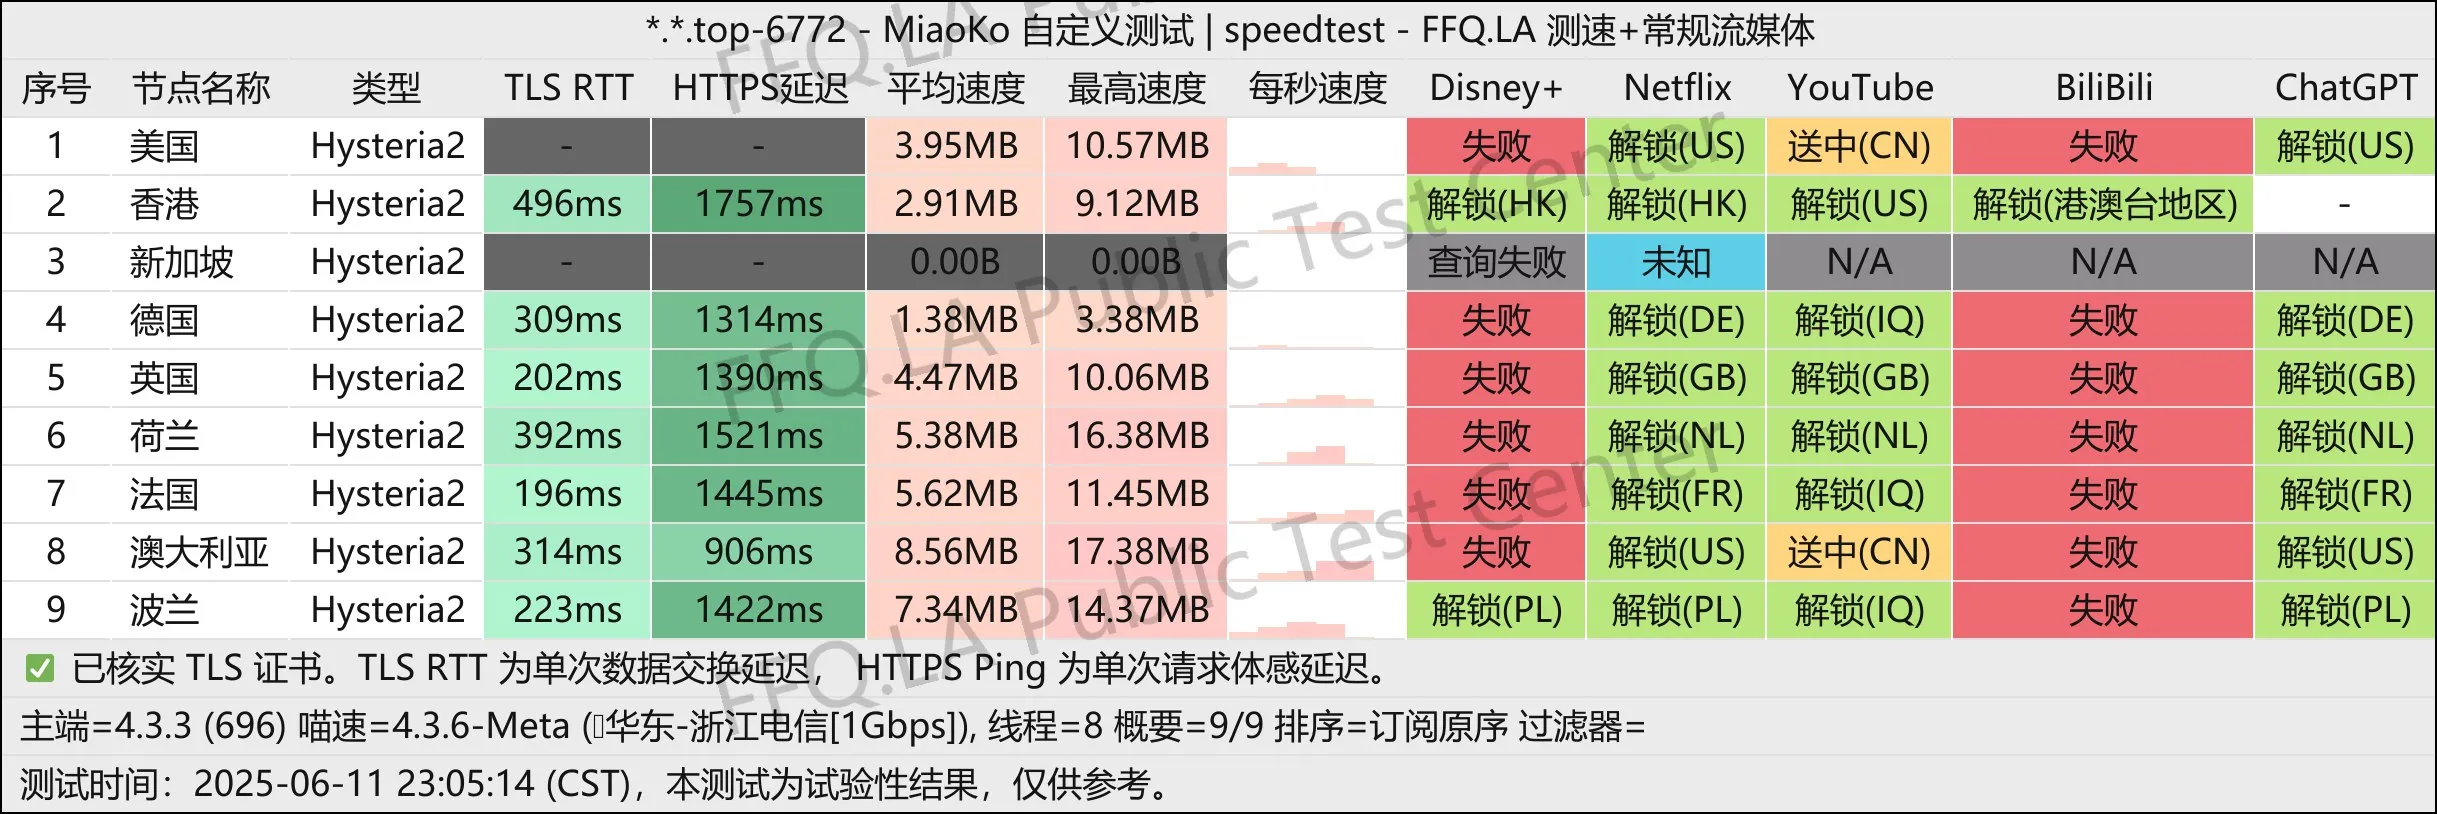 *.*.top-6772 - MiaoKo 自定义测试 | speedtest - FFQ.LA 测速+常规流媒体
序号 节点名称 类型 TLS RTT HTTPS延迟 平均速度 最高速度 每秒速度 Disney+ Netflix YouTube BiliBili ChatGPT
1 美国 Hysteria2 - - 3.95MB 10.57MB 失败 解锁(US) 送中(CN) 失败 解锁(US)
2 香港 Hysteria2 496ms 1757ms 2.91MB 9.12MB 解锁(HK) 解锁(HK) 解锁(US) 解锁(港澳台地区) -
3 新加坡 Hysteria2 - - 0.00B 0.00B 查询失败 未知 N/A N/A N/A
4 德国 Hysteria2 309ms 1314ms 1.38MB 3.38MB 失败 解锁(DE) 解锁(IQ) 失败 解锁(DE)
5 英国 Hysteria2 202ms 1390ms 4.47MB 10.06MB 失败 解锁(GB) 解锁(GB) 失败 解锁(GB)
6 荷兰 Hysteria2 392ms 1521ms 5.38MB 16.38MB 失败 解锁(NL) 解锁(NL) 失败 解锁(NL)
7 法国 Hysteria2 196ms 1445ms 5.62MB 11.45MB 失败 解锁(FR) 解锁(IQ) 失败 解锁(FR)
8 澳大利亚 Hysteria2 314ms 906ms 8.56MB 17.38MB 失败 解锁(US) 送中(CN) 失败 解锁(US)
9 波兰 Hysteria2 223ms 1422ms 7.34MB 14.37MB 解锁(PL) 解锁(PL) 解锁(IQ) 失败 解锁(PL)
✅ 已核实 TLS 证书。TLS RTT 为单次数据交换延迟， HTTPS Ping 为单次请求体感延迟。
主端=4.3.3 (696) 喵速=4.3.6-Meta (华东-浙江电信[1Gbps]), 线程=8 概要=9/9 排序=订阅原序 过滤器=
测试时间：2025-06-11 23:05:14 (CST)，本测试为试验性结果，仅供参考。
FFQ.LA Public Test Center
FFQ.LA Public Test Center
FFQ.LA Public Test Center